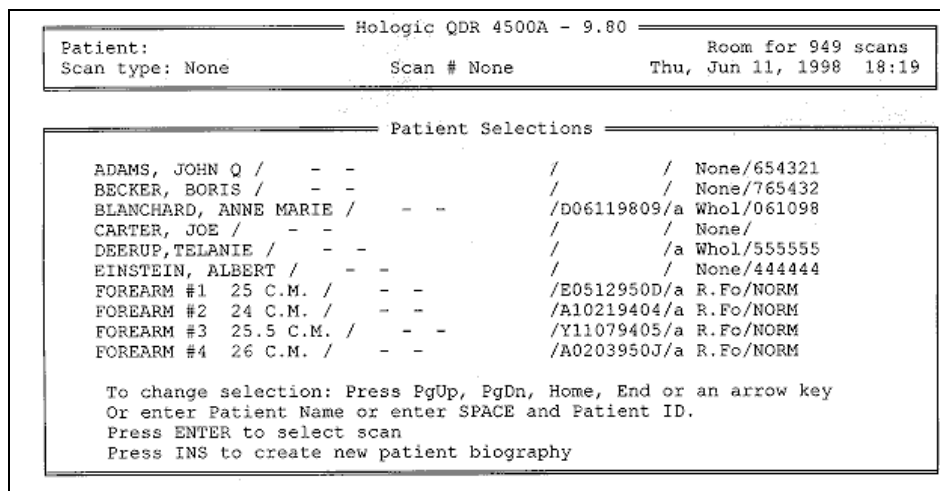 Hologic QDR 4500A - 9.80
Patient: Room for 949 scans
Scan type: None Scan # None Thu, Jun 11, 1998 18:19
Patient Selections
ADAMS, JOHN Q / - - / / None/654321
BECKER, BORIS / - - / / None/765432
BLANCHARD, ANNE MARIE / - - /D06119809/a Whol/061098
CARTER, JOE / - - / / None/
DEERUP,TELANIE / - - / /a Whol/555555
EINSTEIN, ALBERT / - - / / None/444444
FOREARM #1 25 C.M. / - - /E0512950D/a R.Fo/NORM
FOREARM #2 24 C.M. / - - /A10219404/a R.Fo/NORM
FOREARM #3 25.5 C.M. / - - /Y11079405/a R.Fo/NORM
FOREARM #4 26 C.M. / - - /A0203950J/a R.Fo/NORM
To change selection: Press PgUp, PgDn, Home, End or an arrow key
Or enter Patient Name or enter SPACE and Patient ID.
Press ENTER to select scan
Press INS to create new patient biography